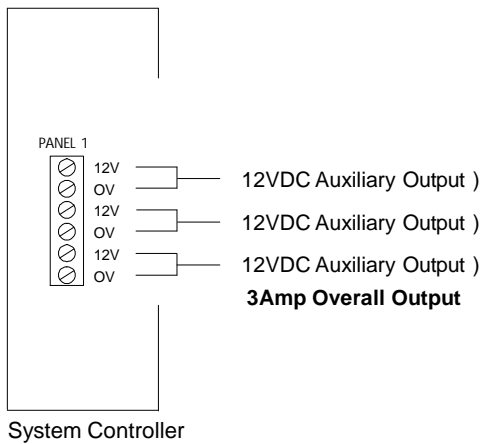 PANEL 1
12V
OV
12V
OV
12V
OV
12VDC Auxiliary Output )
12VDC Auxiliary Output )
12VDC Auxiliary Output )
3Amp Overall Output
System Controller